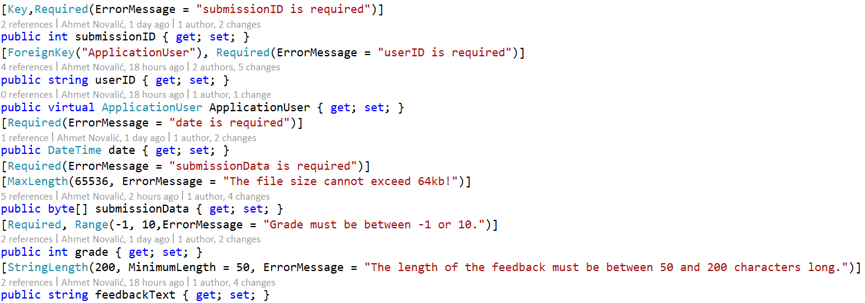 [Key,Required(ErrorMessage = "submissionID is required")]
2 references | Ahmet Novalić, 1 day ago | 1 author, 2 changes
public int submissionID { get; set; }
[ForeignKey("ApplicationUser"), Required(ErrorMessage = "userID is required")]
4 references | Ahmet Novalić, 18 hours ago | 2 authors, 5 changes
public string userID { get; set; }
0 references | Ahmet Novalić, 18 hours ago | 1 author, 1 change
public virtual ApplicationUser ApplicationUser { get; set; }
[Required(ErrorMessage = "date is required")]
1 reference | Ahmet Novalić, 1 day ago | 1 author, 2 changes
public DateTime date { get; set; }
[Required(ErrorMessage = "submissionData is required")]
[MaxLength(65536, ErrorMessage = "The file size cannot exceed 64kb!")]
5 references | Ahmet Novalić, 2 hours ago | 1 author, 4 changes
public byte[] submissionData { get; set; }
[Required, Range(-1, 10,ErrorMessage = "Grade must be between -1 or 10.")]
2 references | Ahmet Novalić, 1 day ago | 1 author, 2 changes
public int grade { get; set; }
[StringLength(200, MinimumLength = 50, ErrorMessage = "The length of the feedback must be between 50 and 200 characters long.")]
2 references | Ahmet Novalić, 18 hours ago | 1 author, 4 changes
public string feedbackText { get; set; }